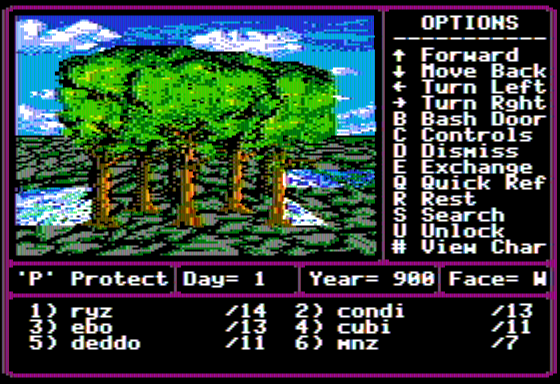 OPTIONS
------------
↑ Forward
↓ Move Back
← Turn Left
→ Turn Rght
B Bash Door
C Controls
D Dismiss
E Exchange
Q Quick Ref
R Rest
S Search
U Unlock
# View Char
'P' Protect Day= 1 Year= 900 Face= W
1) ryz /14 2) condi /13
3) ebo /13 4) cubi /11
5) deddo /11 6) mnz /7